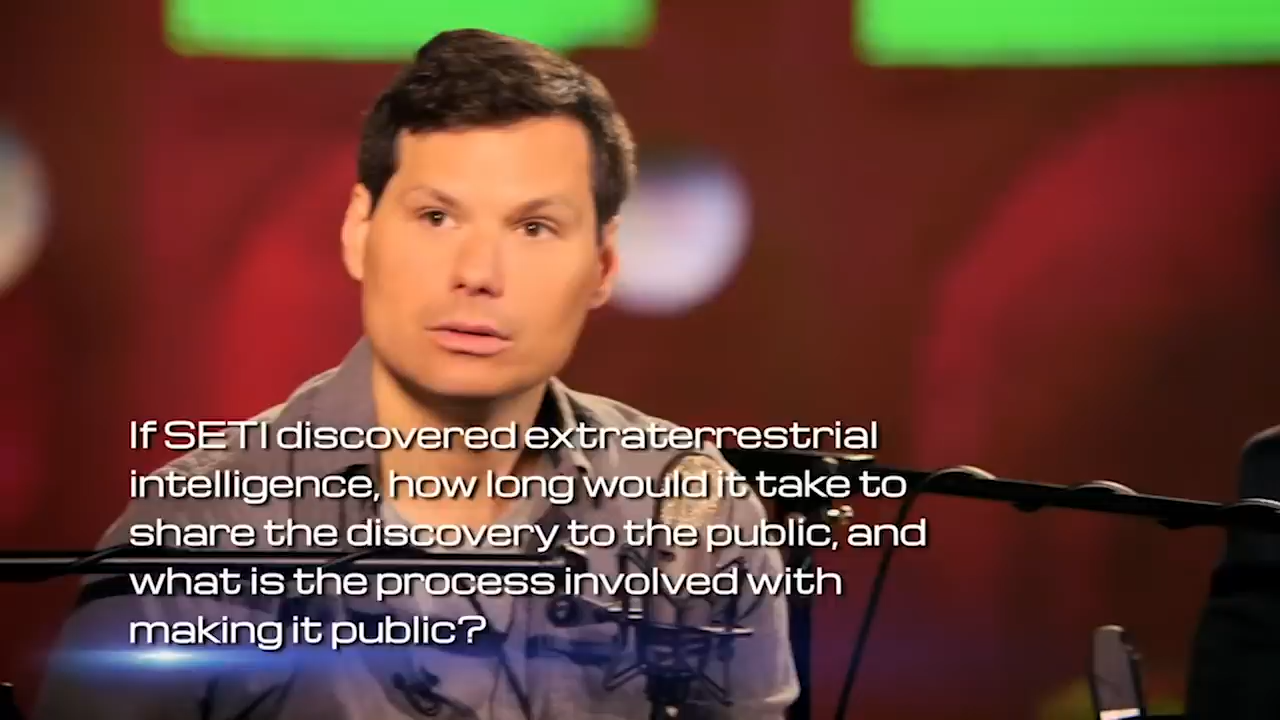 If SETI discovered extraterrestrial
intelligence, how long would it take to
share the discovery to the public, and
what is the process involved with
making it public?